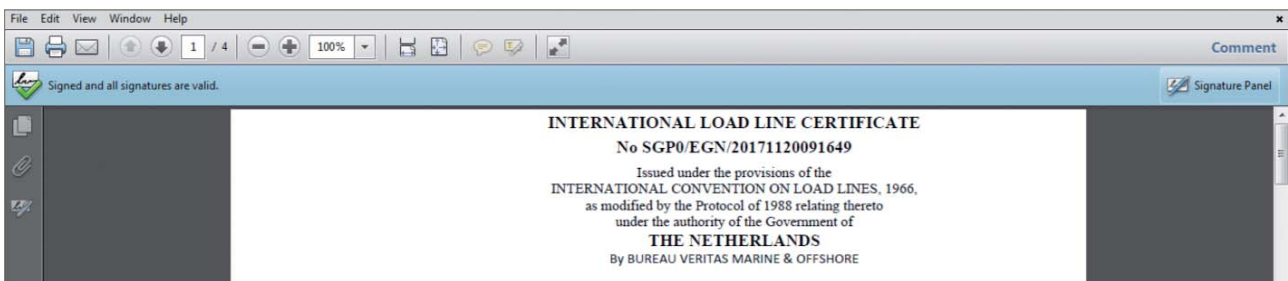 File Edit View Window Help
1 / 4 100% Comment
Signed and all signatures are valid. Signature Panel
INTERNATIONAL LOAD LINE CERTIFICATE
No SGP0/EGN/20171120091649
Issued under the provisions of the
INTERNATIONAL CONVENTION ON LOAD LINES, 1966,
as modified by the Protocol of 1988 relating thereto
under the authority of the Government of
THE NETHERLANDS
By BUREAU VERITAS MARINE & OFFSHORE